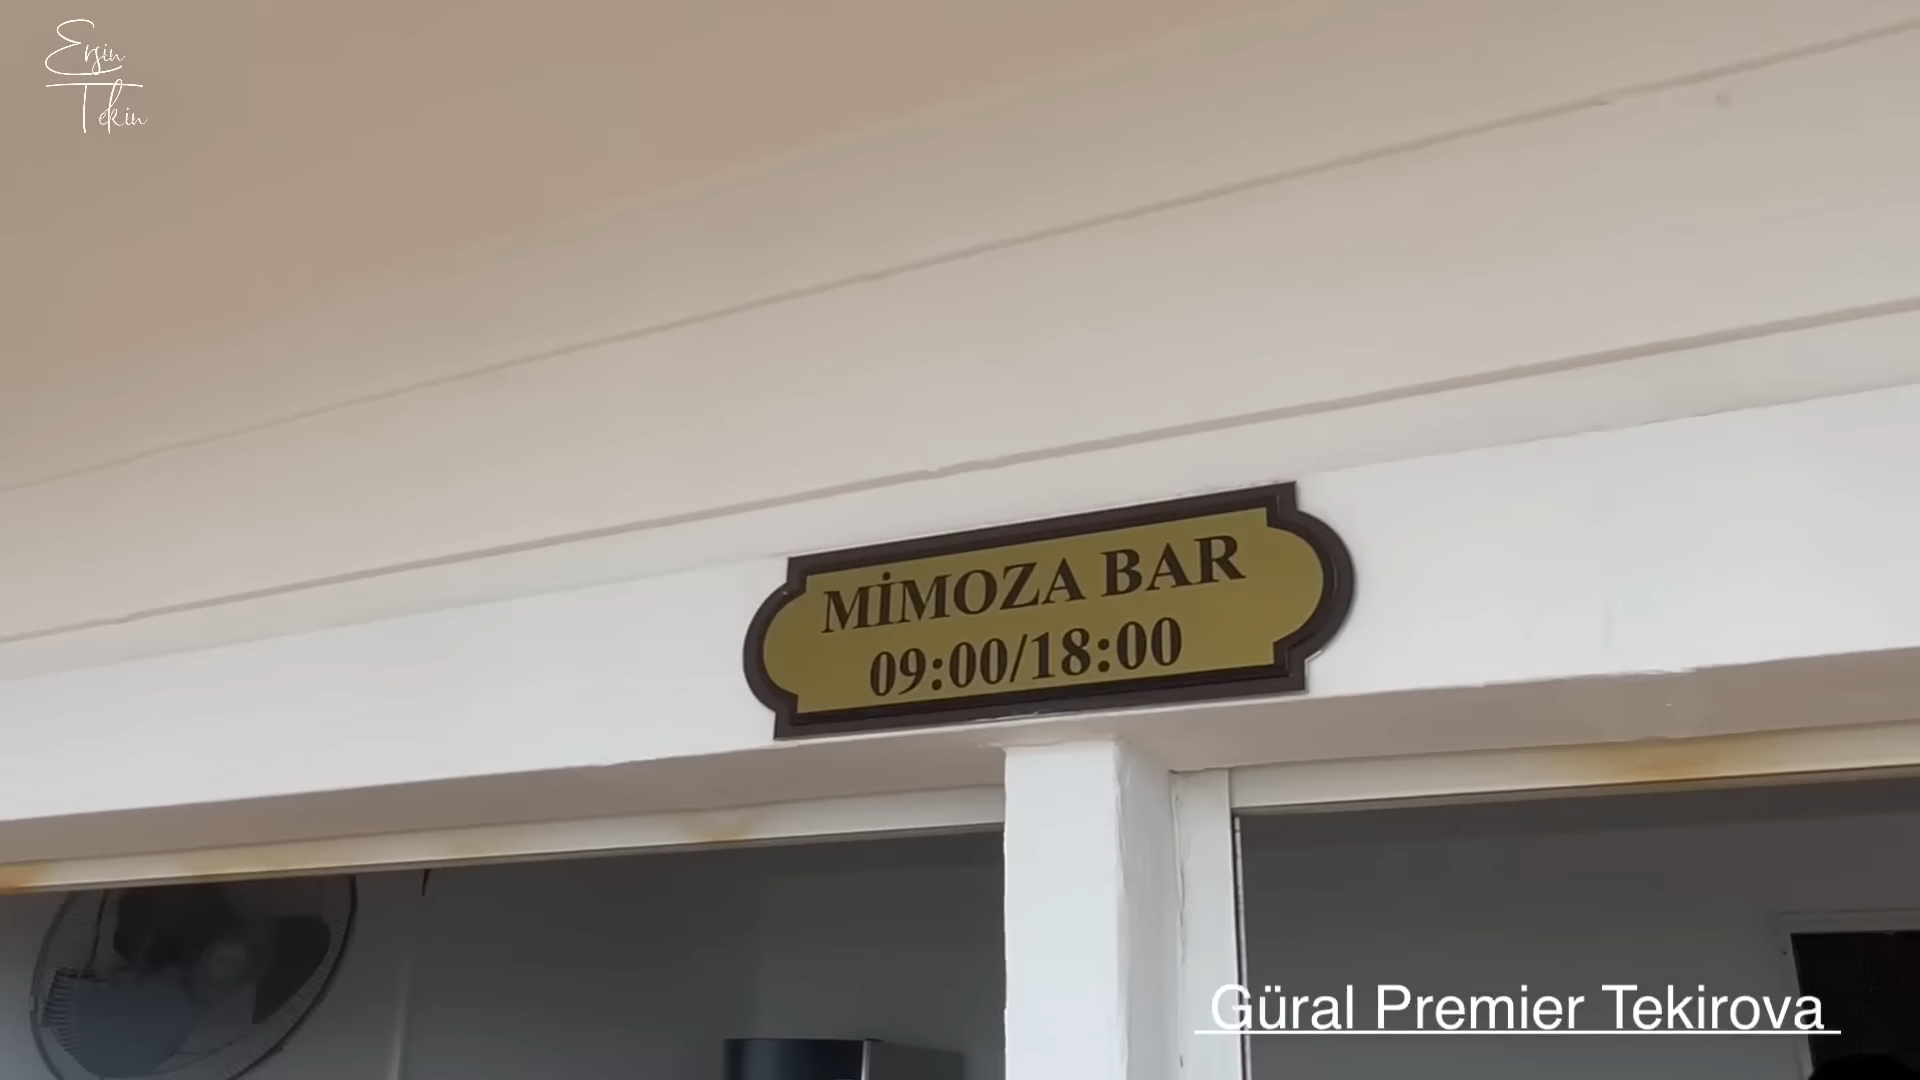 Ersin
Tekin
MİMOZA BAR
09:00/18:00
Güral Premier Tekirova